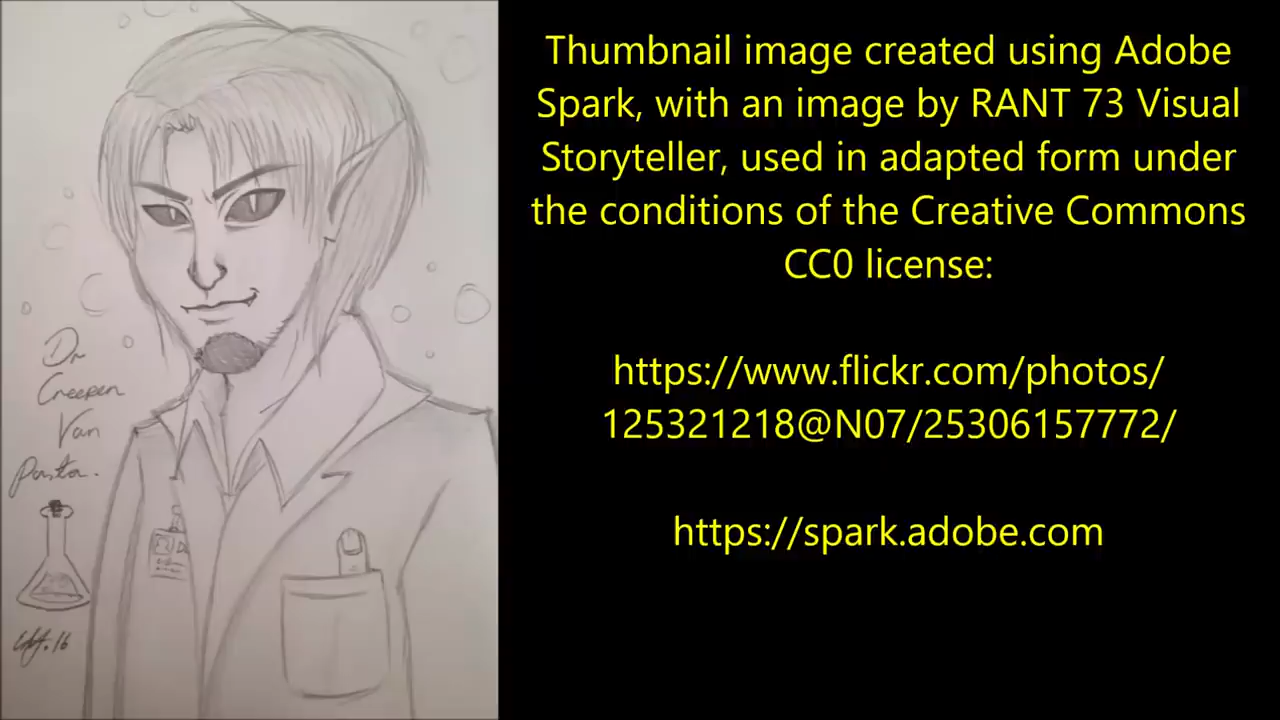 Dr
Creepen
Van
Pasta.
Thumbnail image created using Adobe
Spark, with an image by RANT 73 Visual
Storyteller, used in adapted form under
the conditions of the Creative Commons
CC0 license:
https://www.flickr.com/photos/
125321218@N07/25306157772/
https://spark.adobe.com